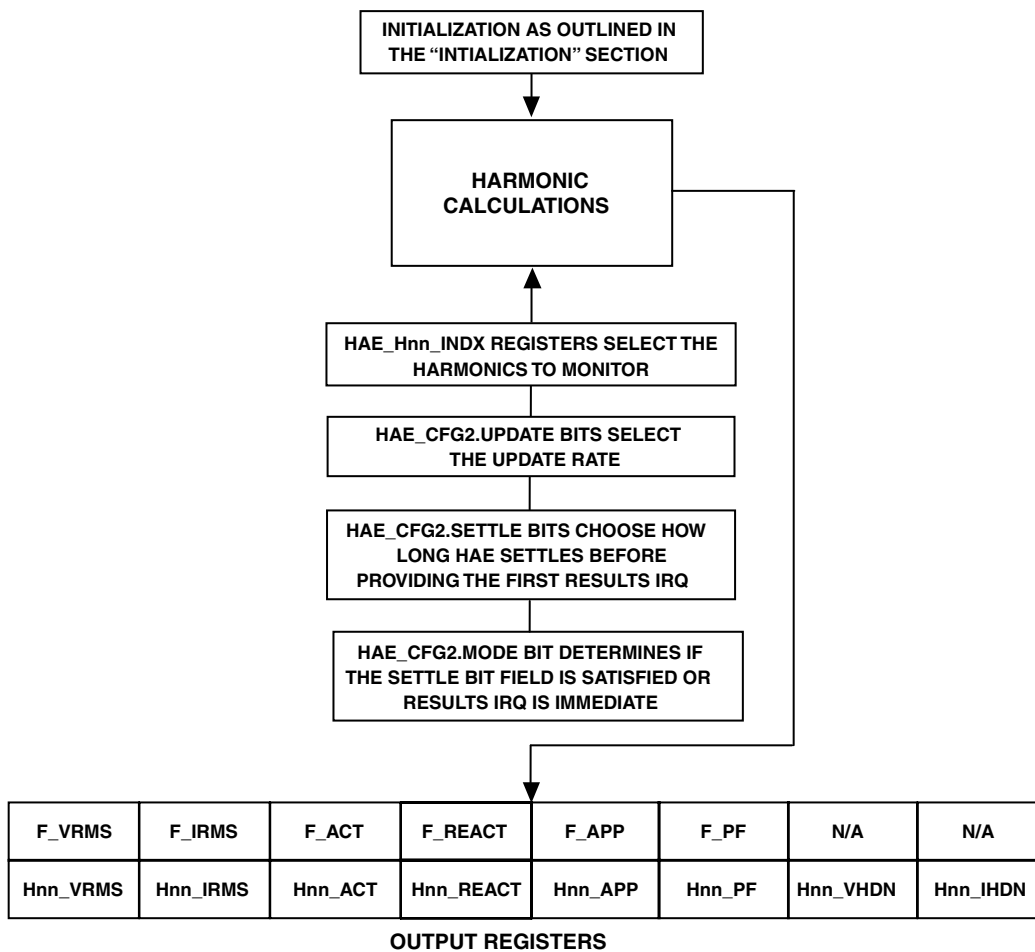 INITIALIZATION AS OUTLINED IN
THE “INTIALIZATION” SECTION
HARMONIC
CALCULATIONS
HAE_Hnn_INDX REGISTERS SELECT THE
HARMONICS TO MONITOR
HAE_CFG2.UPDATE BITS SELECT
THE UPDATE RATE
HAE_CFG2.SETTLE BITS CHOOSE HOW
LONG HAE SETTLES BEFORE
PROVIDING THE FIRST RESULTS IRQ
HAE_CFG2.MODE BIT DETERMINES IF
THE SETTLE BIT FIELD IS SATISFIED OR
RESULTS IRQ IS IMMEDIATE
F_VRMS F_IRMS F_ACT F_REACT F_APP F_PF N/A N/A
Hnn_VRMS Hnn_IRMS Hnn_ACT Hnn_REACT Hnn_APP Hnn_PF Hnn_VHDN Hnn_IHDN
OUTPUT REGISTERS